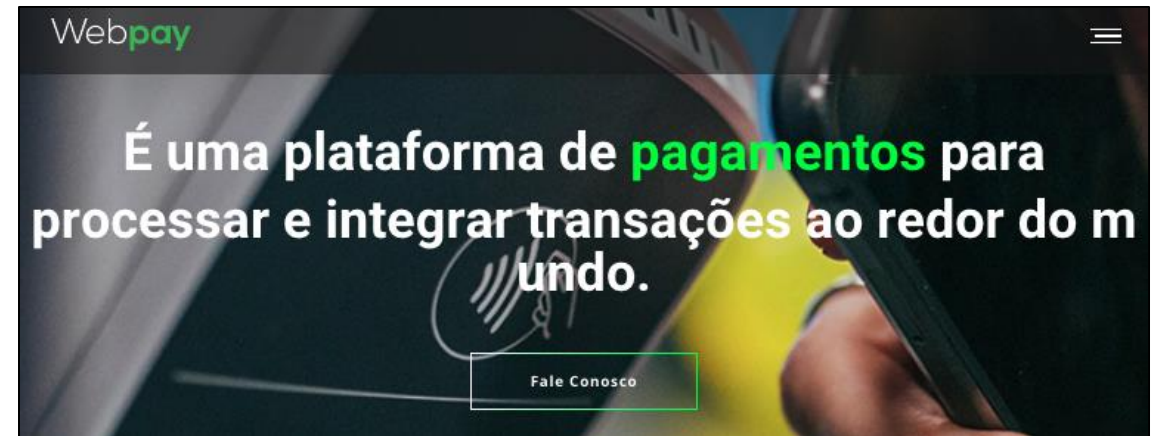 Webpay
É uma plataforma de pagamentos para
processar e integrar transações ao redor do m
undo.
Fale Conosco